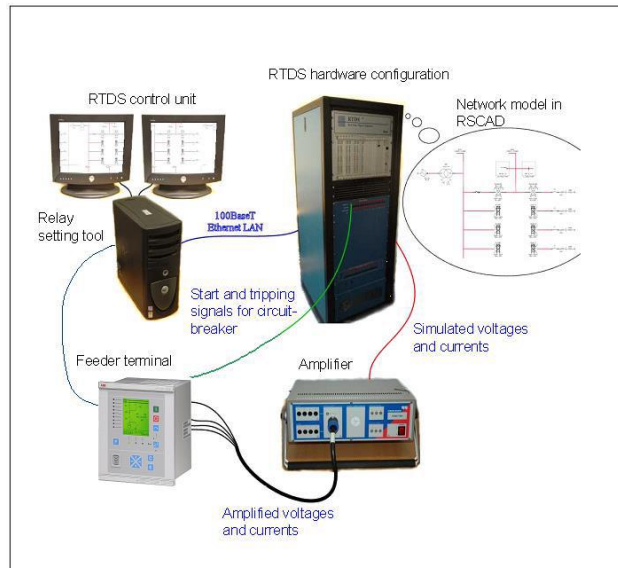 RTDS hardware configuration
RTDS control unit
Network model in
RSCAD
Relay
setting tool
100BaseT
Ethernet LAN
Start and tripping
signals for circuit-
breaker
Simulated voltages
and currents
Feeder terminal
Amplifier
Amplified voltages
and currents